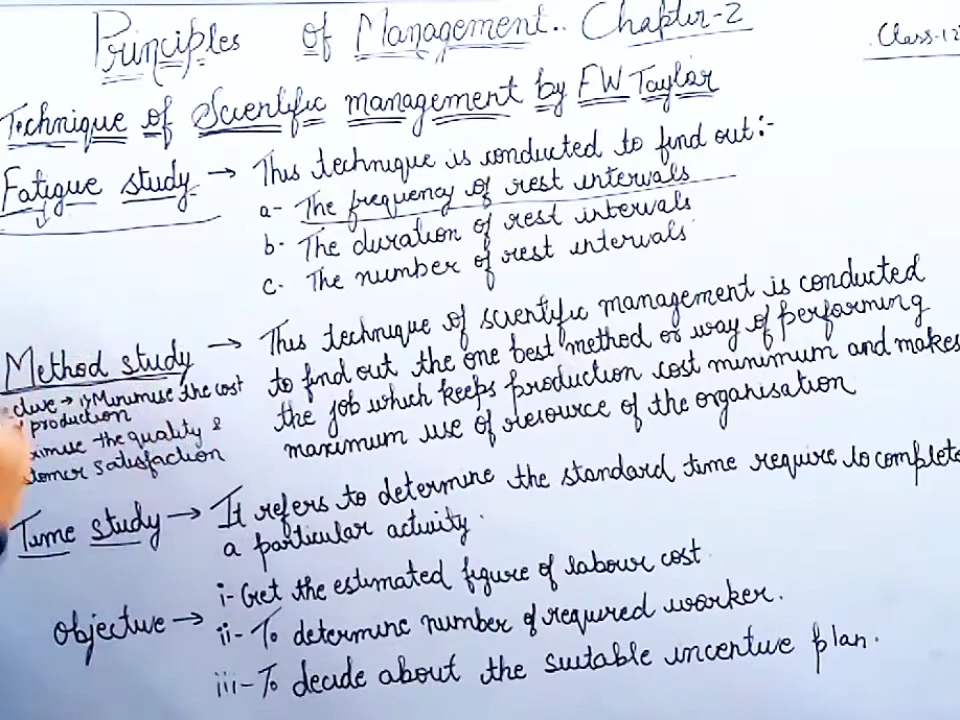 Principles of Management.. Chapter-2
Class-12
Technique of Scientific management by FW Taylor
Fatigue study → This technique is conducted to find out:-
a- The frequency of rest intervals
b- The duration of rest intervals
c- The number of rest intervals
Method study → This technique of scientific management is conducted
to find out the one best method or way of performing
the job which keeps production cost minimum and makes
maximum use of resource of the organisation
→ i) Minimise the cost
production
the quality &
satisfaction
Time study → It refers to determine the standard time require to complete
a particular activity.
Objective → i- Get the estimated figure of labour cost.
ii- To determine number of required worker.
iii- To decide about the suitable incentive plan.